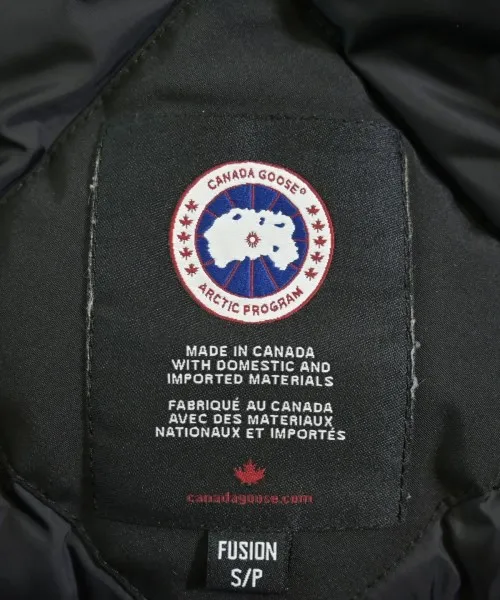 CANADA GOOSE®
ARCTIC PROGRAM
MADE IN CANADA
WITH DOMESTIC AND
IMPORTED MATERIALS
FABRIQUÉ AU CANADA
AVEC DES MATERIAUX
NATIONAUX ET IMPORTÉS
canadagoose.com
FUSION
S/P